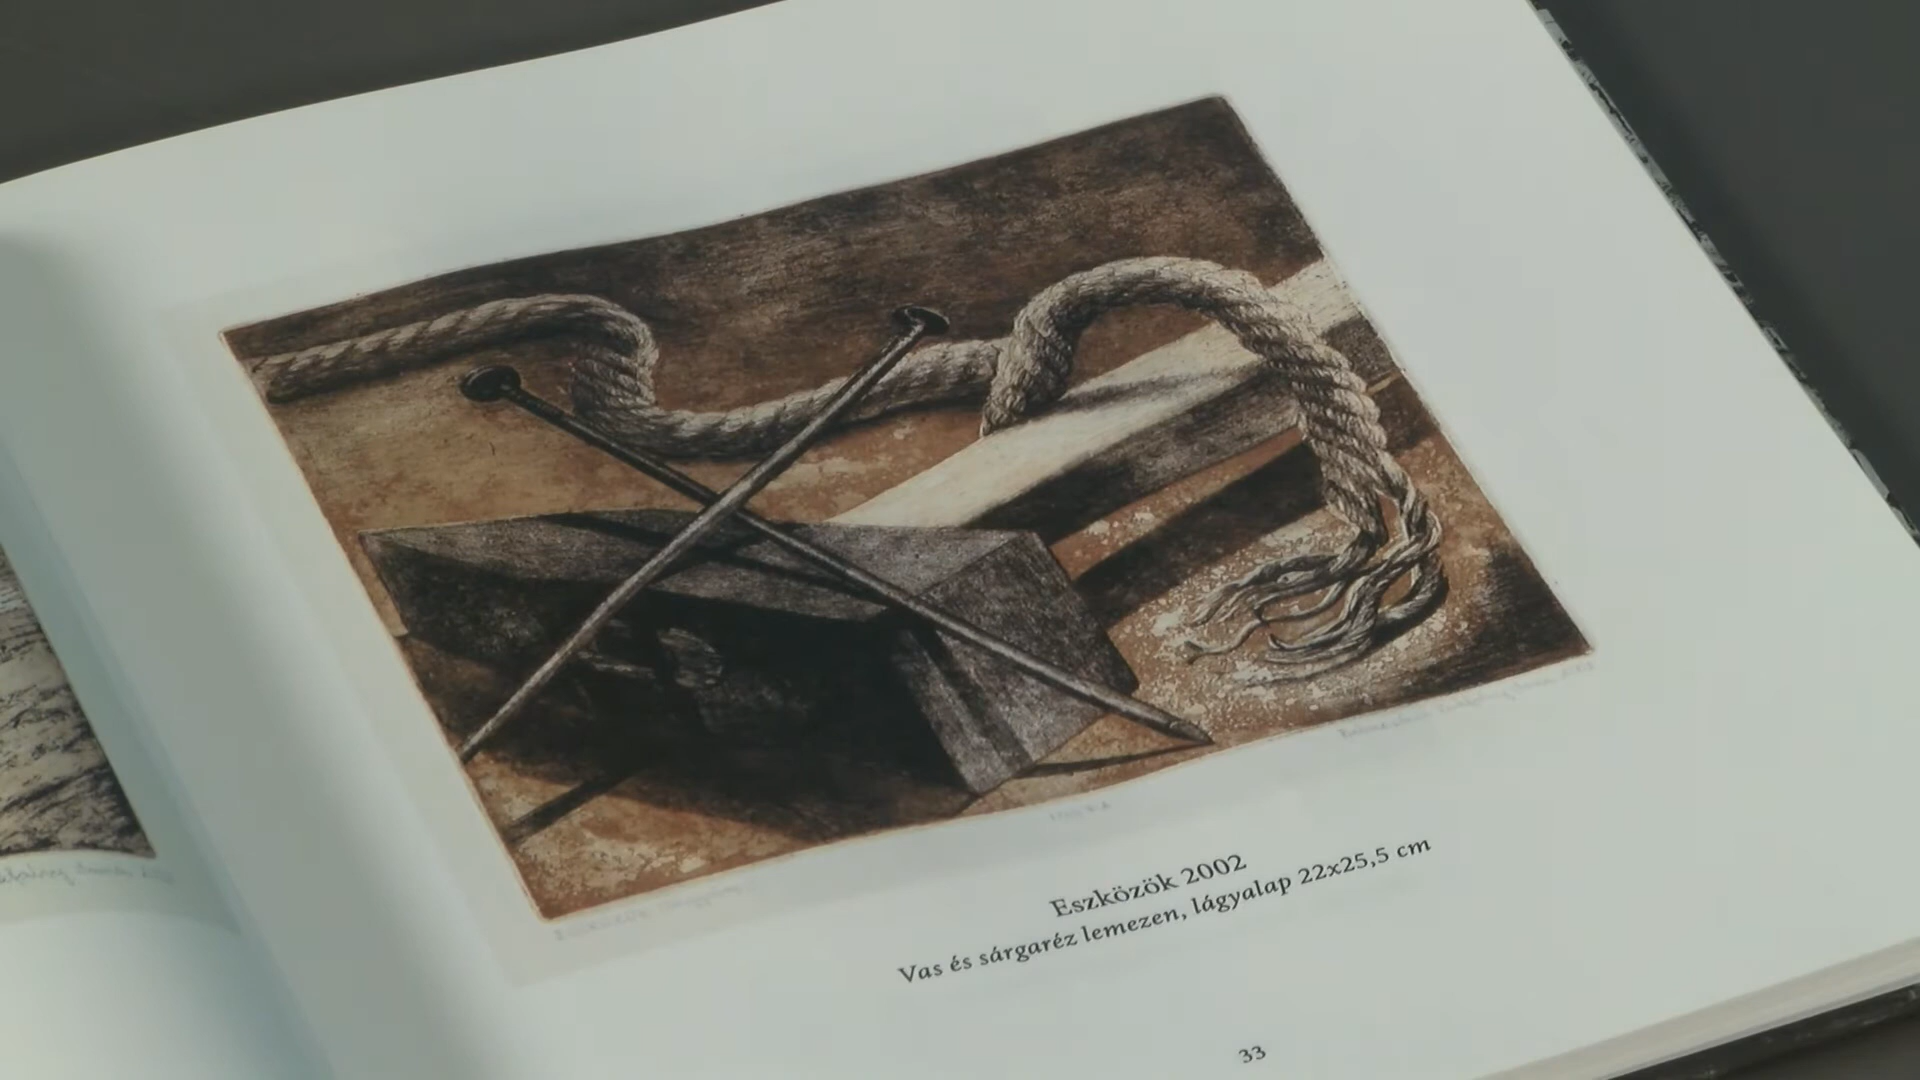 Eszközök 2002
Vas és sárgaréz lemezen, lágyalap 22x25,5 cm
33